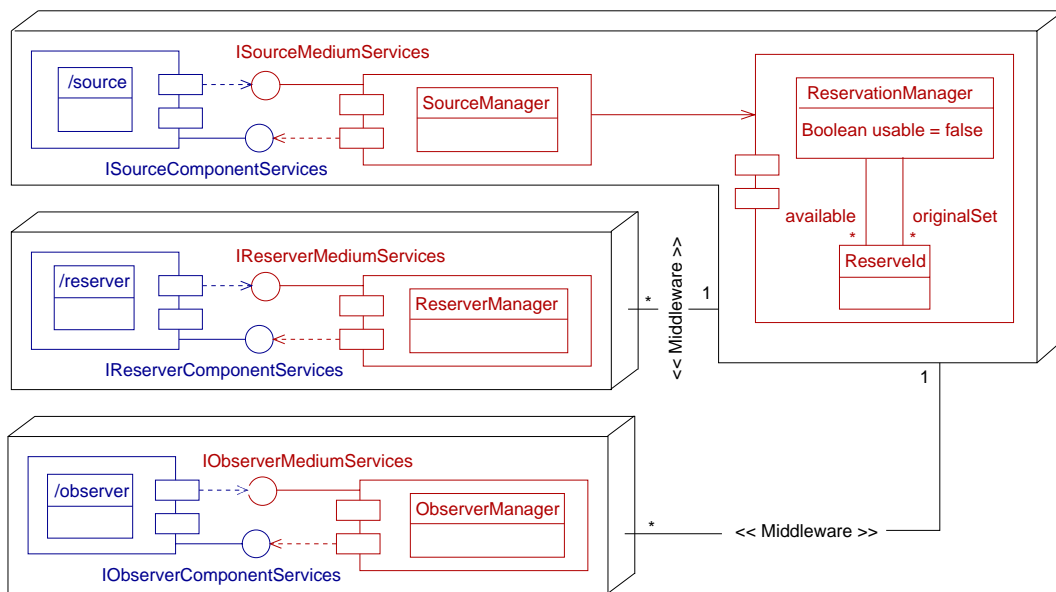 ISourceMediumServices
/source
SourceManager
ISourceComponentServices
ReservationManager
Boolean usable = false
available
originalSet
*
*
ReserveId
IReserverMediumServices
/reserver
ReserverManager
IReserverComponentServices
*
<< Middleware >>
1
1
IObserverMediumServices
/observer
ObserverManager
IObserverComponentServices
*
<< Middleware >>